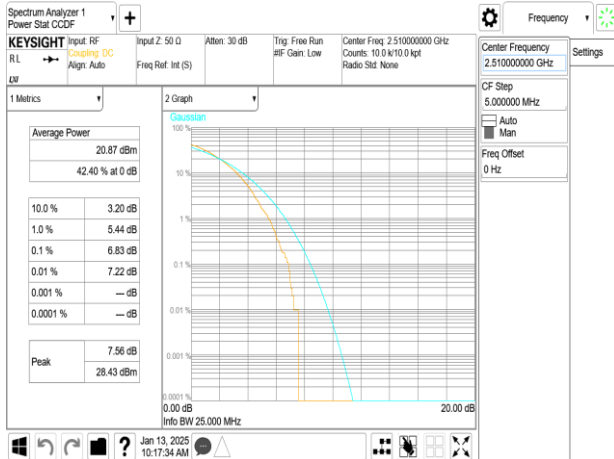 Spectrum Analyzer 1
Power Stat CCDF
+
Frequency
Settings
KEYSIGHT
RL
LXI
Input: RF
Coupling: DC
Align: Auto
Input Z: 50 Ω
Freq Ref: Int (S)
Atten: 30 dB
Trig: Free Run
#IF Gain: Low
Center Freq: 2.510000000 GHz
Counts: 10.0 k/10.0 kpt
Radio Std: None
Center Frequency
2.510000000 GHz
CF Step
5.000000 MHz
Auto
Man
Freq Offset
0 Hz
1 Metrics
Average Power
20.87 dBm
42.40 % at 0 dB
10.0 % 3.20 dB
1.0 % 5.44 dB
0.1 % 6.83 dB
0.01 % 7.22 dB
0.001 % --- dB
0.0001 % --- dB
Peak
7.56 dB
28.43 dBm
2 Graph
Gaussian
100 %
10 %
1 %
0.1 %
0.01 %
0.001 %
0.0001 %
0.00 dB 20.00 dB
Info BW 25.000 MHz
?
Jan 13, 2025
10:17:34 AM